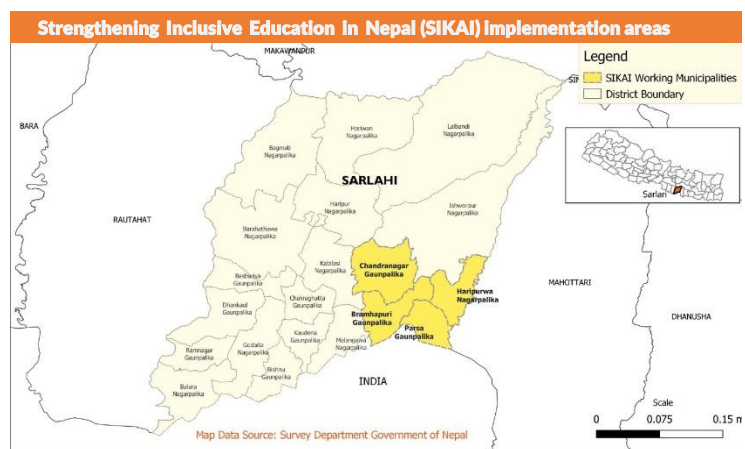 Strengthening Inclusive Education in Nepal (SIKAI) implementation areas
MAKAWANPUR
Legend
SIKAI Working Municipalities
District Boundary
BARA
Hariwan
Nagarpalika
Lalbandi
Nagarpalika
Bagmati
Nagarpalika
SARLAHI
Sarlahi
Haripur
Nagarpalika
Ishworpur
Nagarpalika
RAUTAHAT
Barahathawa
Nagarpalika
Kabilasi
Nagarpalika
Chandranagar
Gaunpalika
Basbariya
Gaunpalika
Haripurwa
Nagarpalika
MAHOTTARI
Chakraghatta
Gaunpalika
Dhankaul
Gaunpalika
Bramhapuri
Gaunpalika
Parsa
Gaunpalika
DHANUSHA
Kaudena
Gaunpalika
Malangawa
Nagarpalika
Godaita
Nagarpalika
Ramnagar
Gaunpalika
Bishnu
Gaunpalika
Balara
Nagarpalika
INDIA
Scale
0 0.075 0.15 m
Map Data Source: Survey Department Government of Nepal